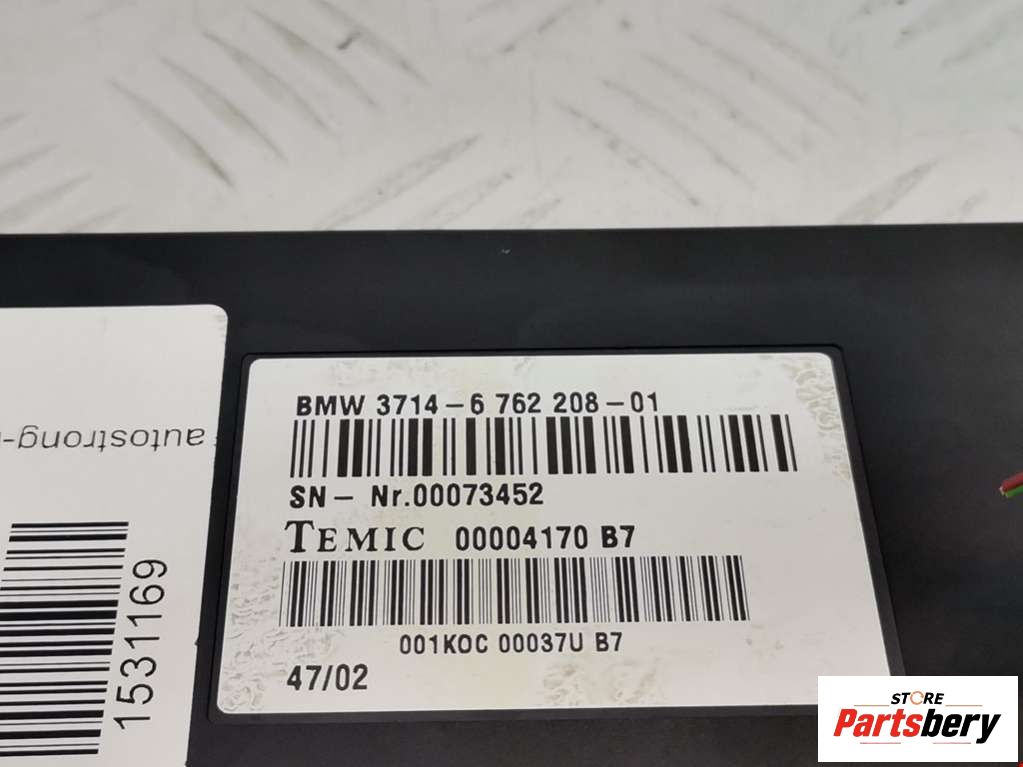 BMW 3714-6 762 208-01
SN- Nr.00073452
TEMIC 00004170 B7
001KOC 00037U B7
47/02
autostrong-
1531169
STORE
Partsbery